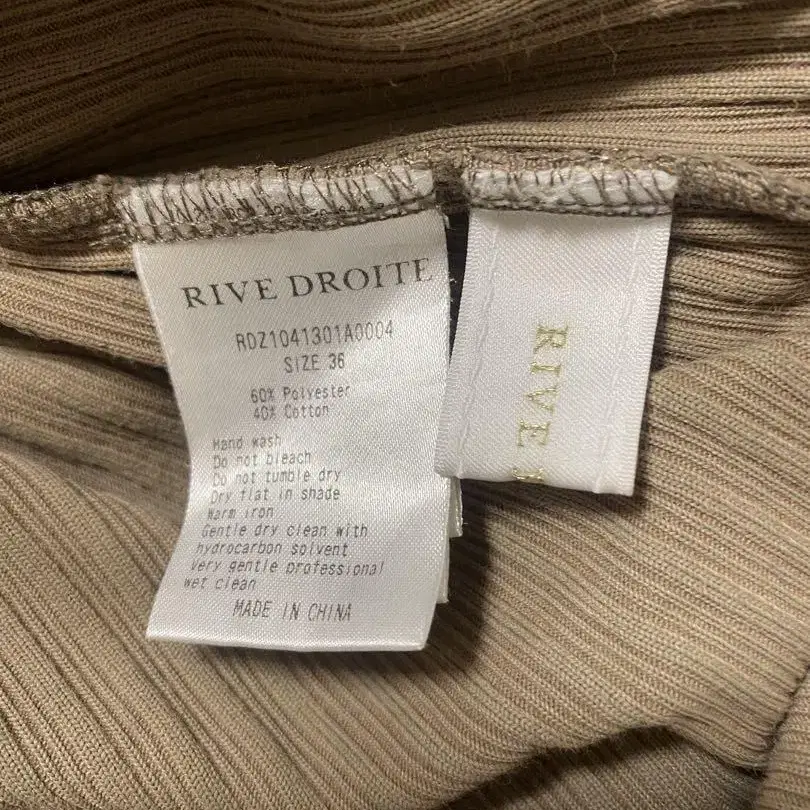 RIVE DROITE
RDZ1041301A0004
SIZE 36
60% Polyester
40% Cotton
Hand wash
Do not bleach
Do not tumble dry
Dry flat in shade
Warm iron
Gentle dry clean with
hydrocarbon solvent
Very gentle professional
wet clean
MADE IN CHINA
RIVE